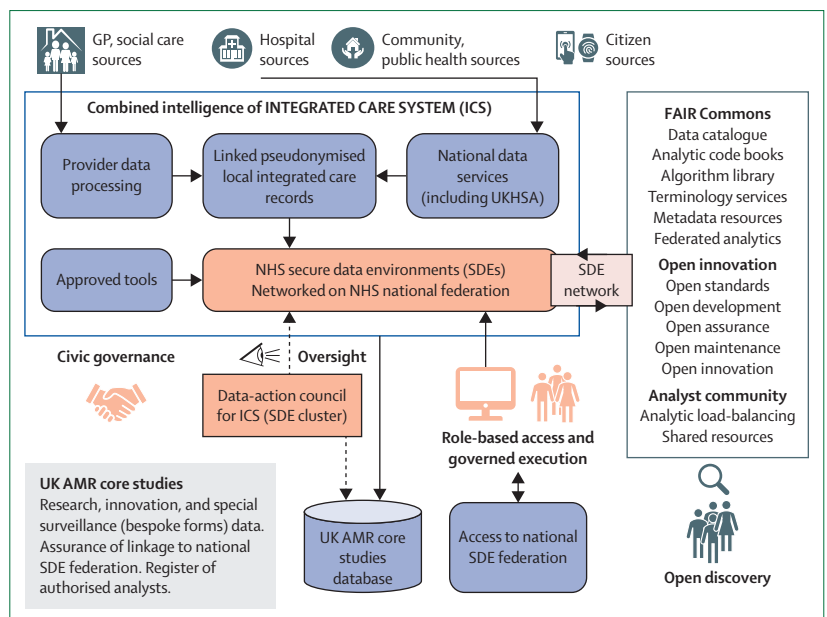 GP, social care
sources
Hospital
sources
Community,
public health sources
Citizen
sources
Combined intelligence of INTEGRATED CARE SYSTEM (ICS)
Provider data
processing
Linked pseudonymised
local integrated care
records
National data
services
(including UKHSA)
Approved tools
NHS secure data environments (SDEs)
Networked on NHS national federation
SDE
network
FAIR Commons
Data catalogue
Analytic code books
Algorithm library
Terminology services
Metadata resources
Federated analytics
Open innovation
Open standards
Open development
Open assurance
Open maintenance
Open innovation
Analyst community
Analytic load-balancing
Shared resources
Civic governance
Oversight
Data-action council
for ICS (SDE cluster)
Role-based access and
governed execution
UK AMR core studies
Research, innovation, and special
surveillance (bespoke forms) data.
Assurance of linkage to national
SDE federation. Register of
authorised analysts.
UK AMR core
studies
database
Access to national
SDE federation
Open discovery